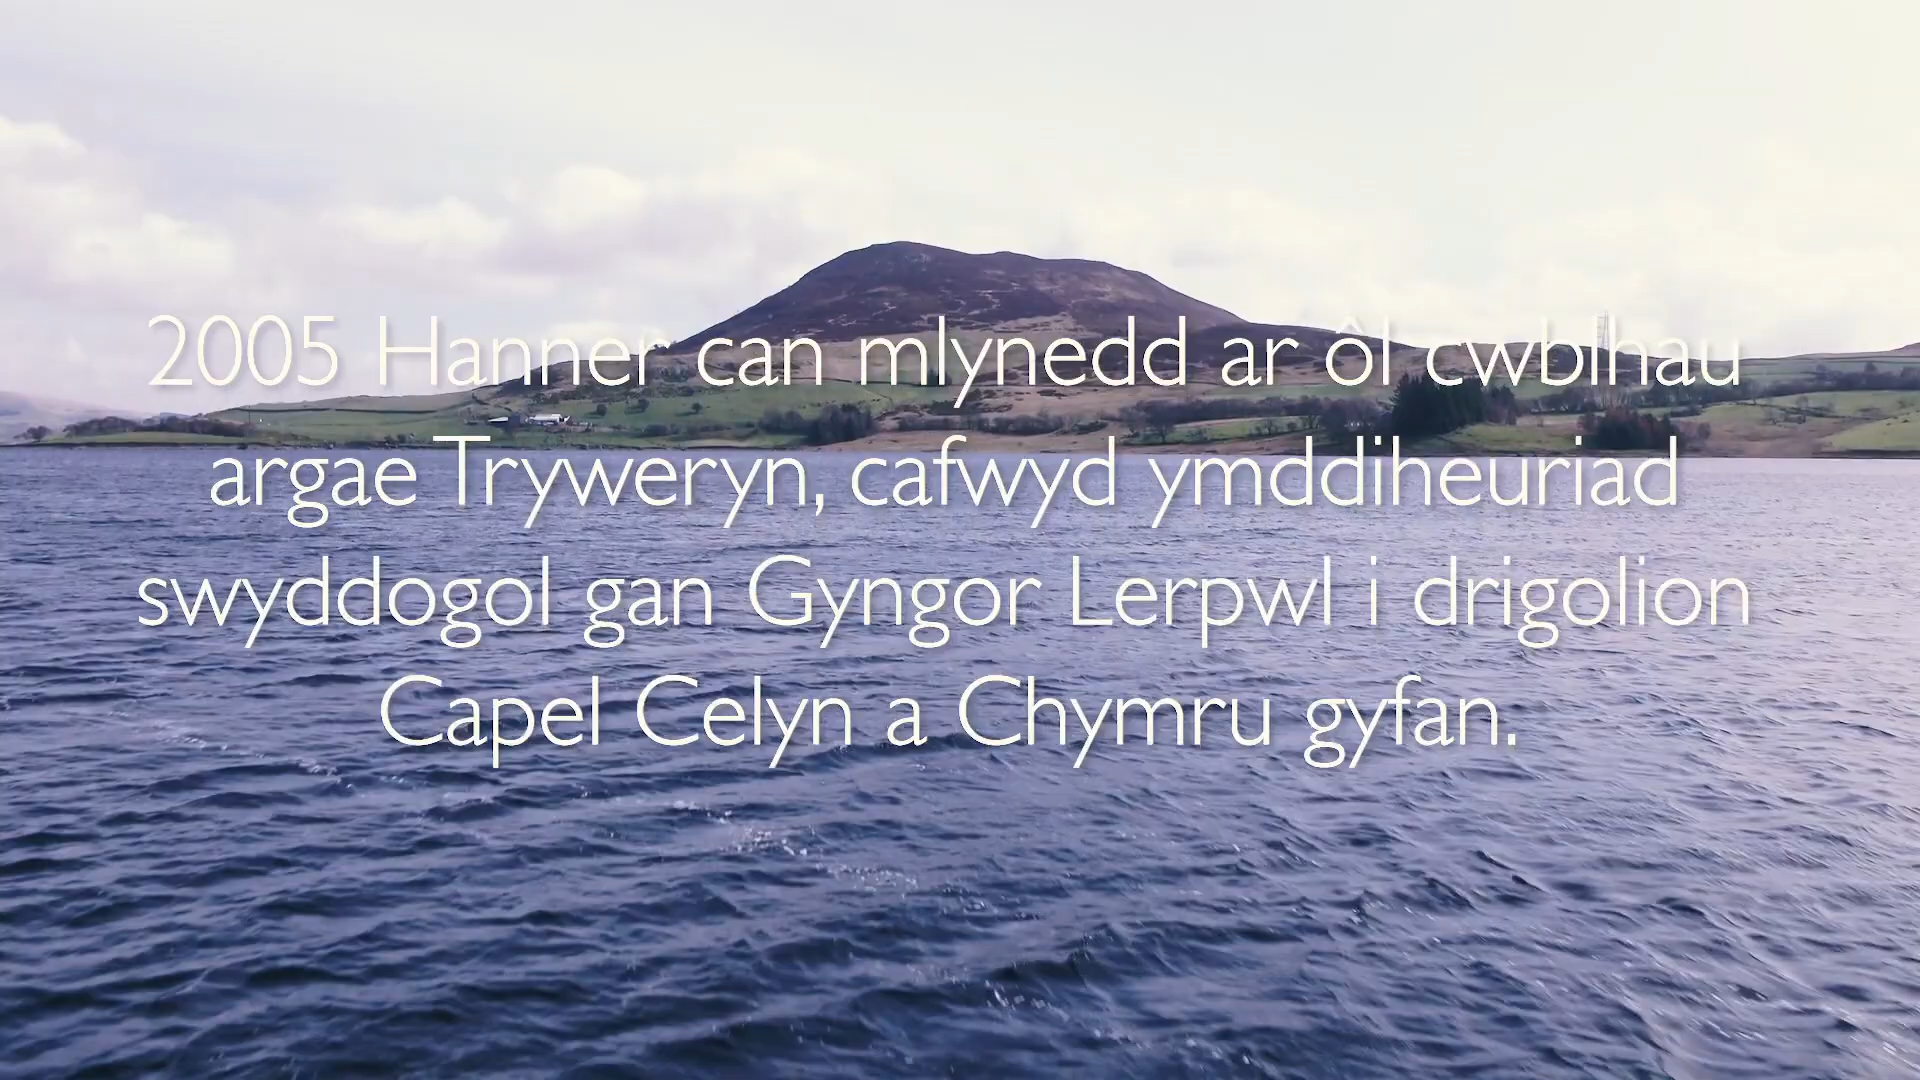 2005 Hanner can mlynedd ar ôl cwblhau
argae Tryweryn, cafwyd ymddiheuriad
swyddogol gan Gyngor Lerpwl i drigolion
Capel Celyn a Chymru gyfan.